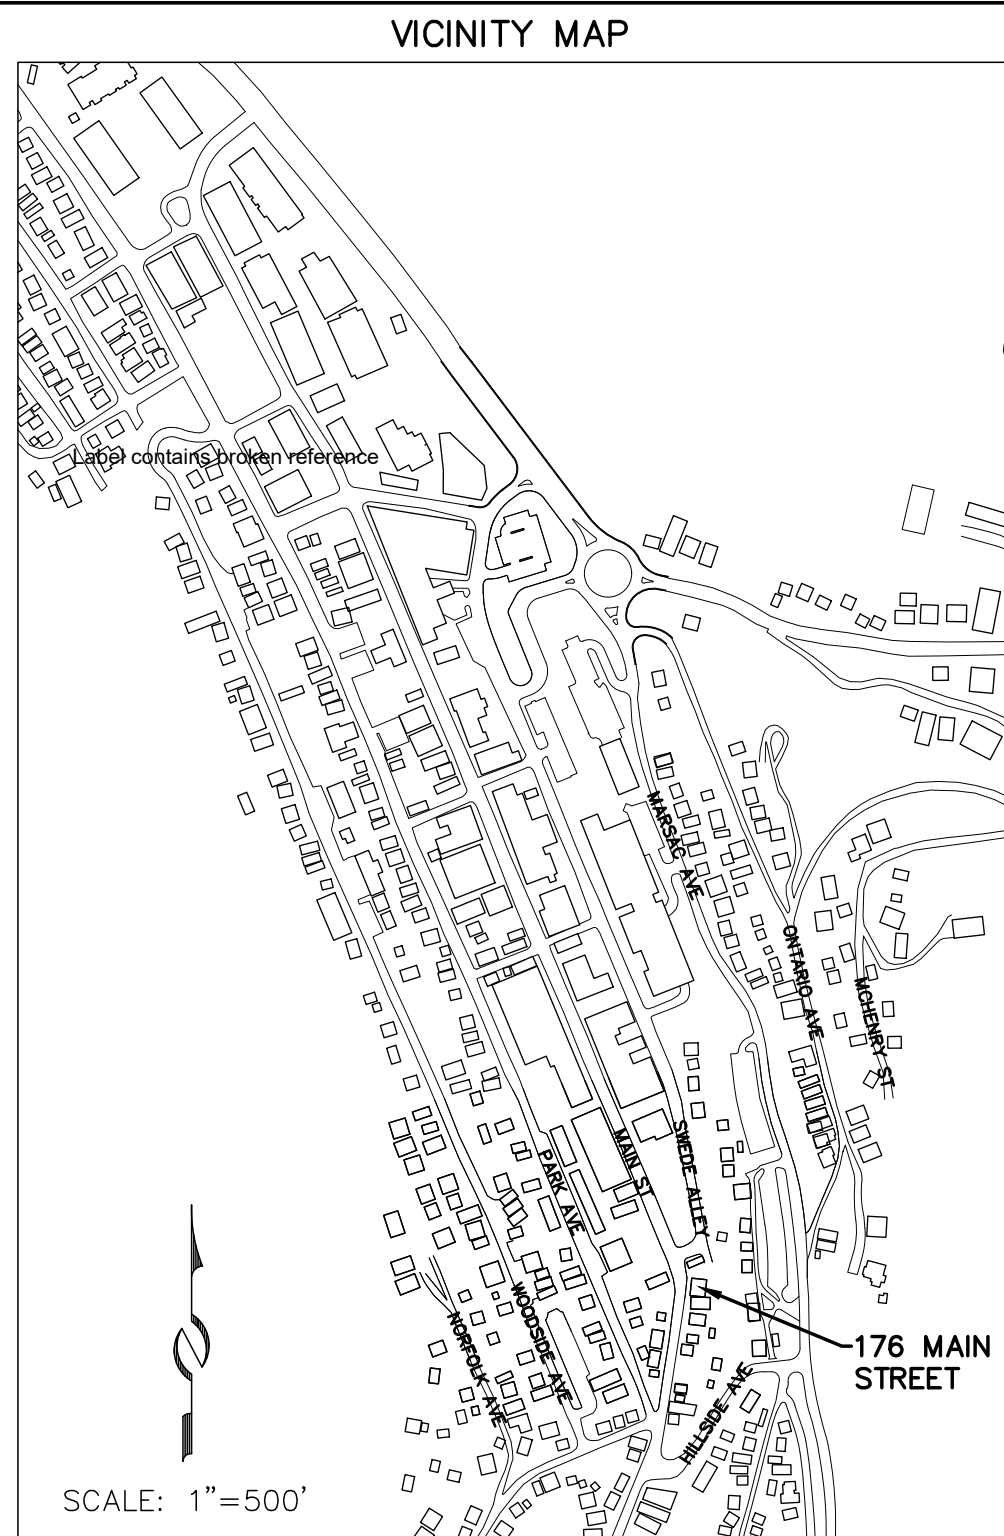 VICINITY MAP
Label contains broken reference
MARSAC AVE
ONTARIO AVE
MCHENRY ST
SWEDE ALLEY
MAIN ST
PARK AVE
WOODSIDE AVE
NORFOLK AVE
176 MAIN
STREET
HILLSIDE AVE
SCALE: 1"=500'